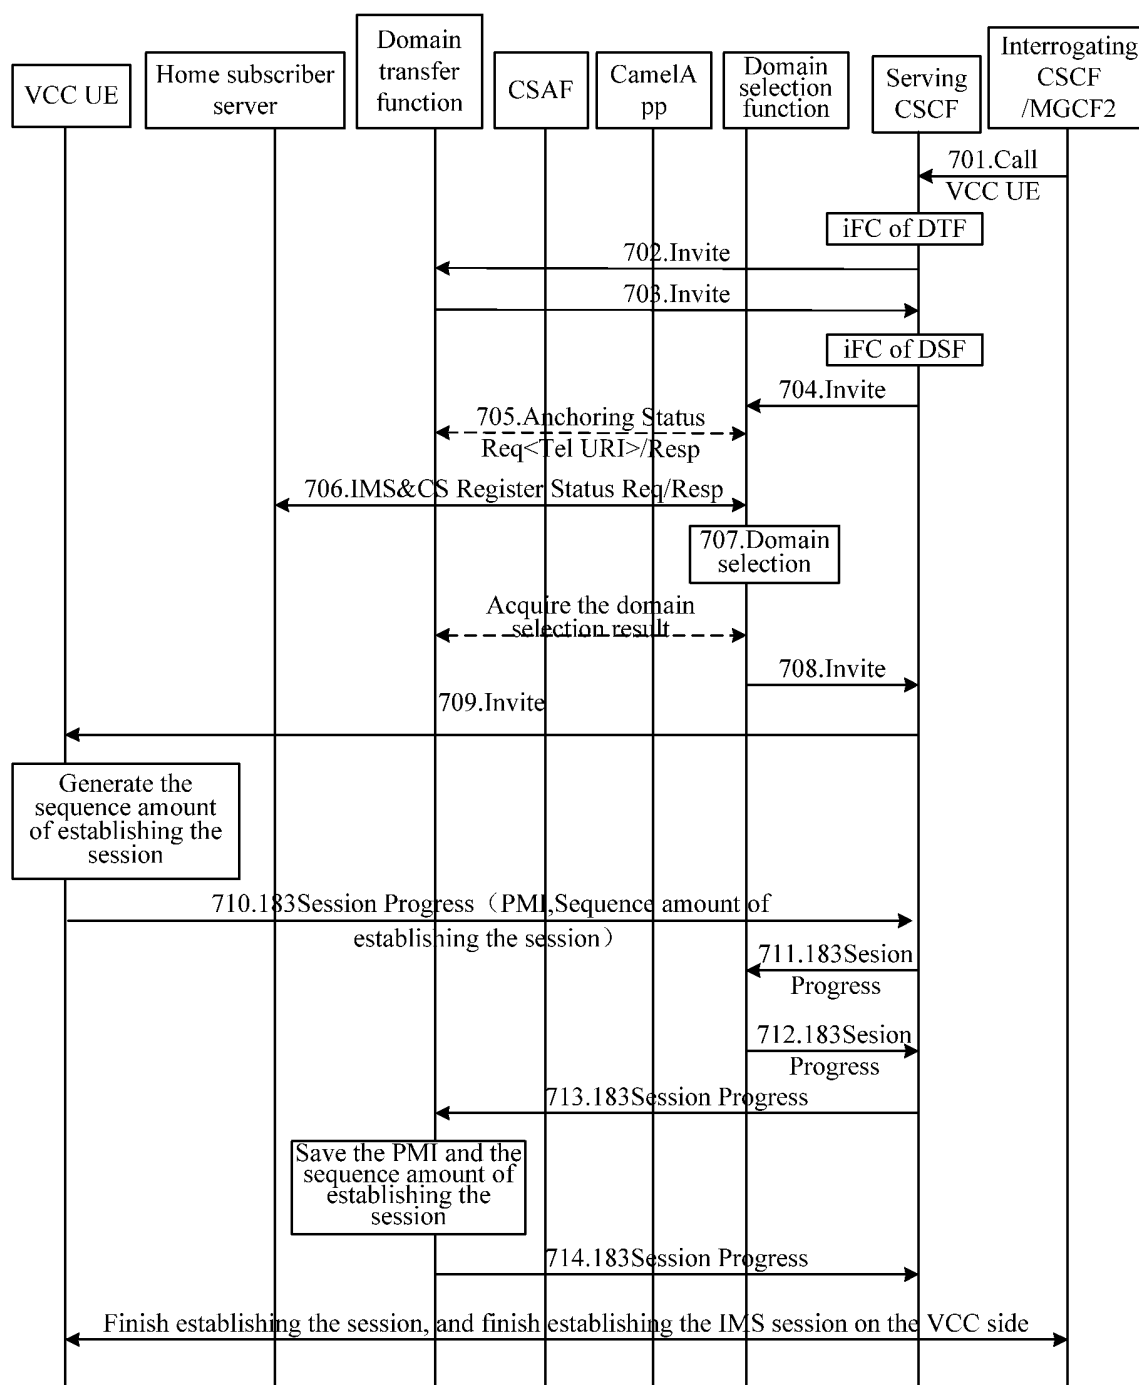 VCC UE
Home subscriber
server
Domain
transfer
function
CSAF
CamelA
pp
Domain
selection
function
Serving
CSCF
Interrogating
CSCF
/MGCF2
701.Call
VCC UE
iFC of DTF
702.Invite
703.Invite
iFC of DSF
704.Invite
705.Anchoring Status
Req<Tel URI>/Resp
706.IMS&CS Register Status Req/Resp
707.Domain
selection
Acquire the domain
selection result
708.Invite
709.Invite
Generate the
sequence amount
of establishing the
session
710.183Session Progress（PMI,Sequence amount of
establishing the session）
711.183Sesion
Progress
712.183Sesion
Progress
713.183Session Progress
Save the PMI and the
sequence amount of
establishing the
session
714.183Session Progress
Finish establishing the session, and finish establishing the IMS session on the VCC side